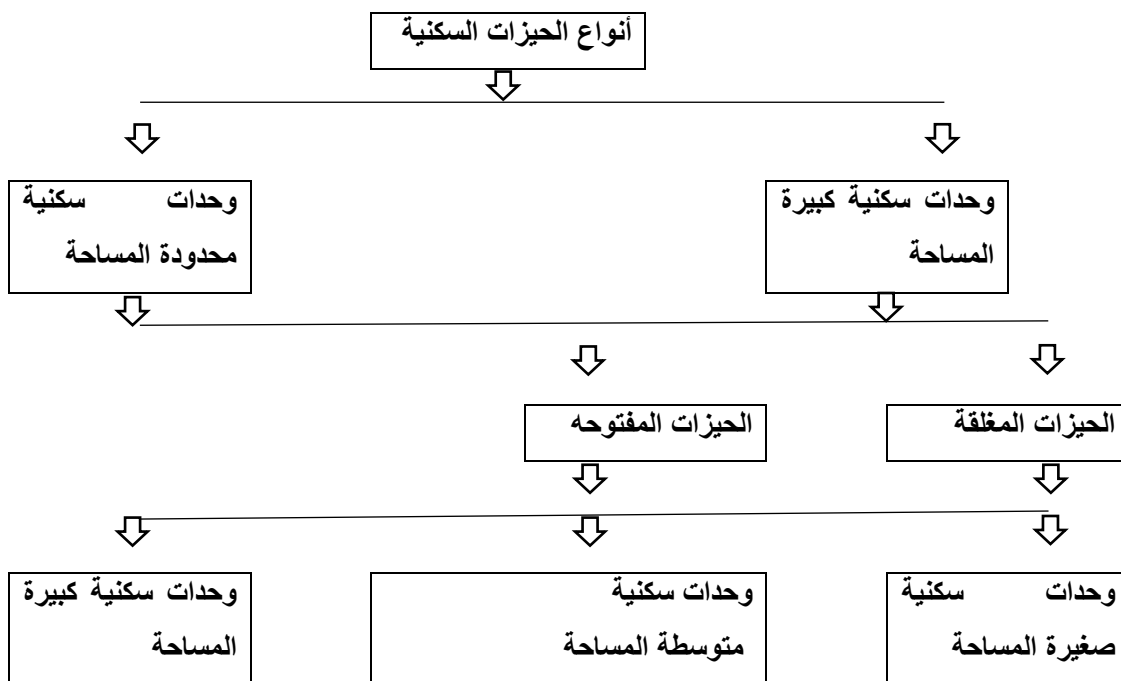 أنواع الحيزات السكنية
وحدات سكنية كبيرة
المساحة
وحدات سكنية
محدودة المساحة
الحيزات المغلقة
الحيزات المفتوحه
وحدات سكنية
صغيرة المساحة
وحدات سكنية
متوسطة المساحة
وحدات سكنية كبيرة
المساحة